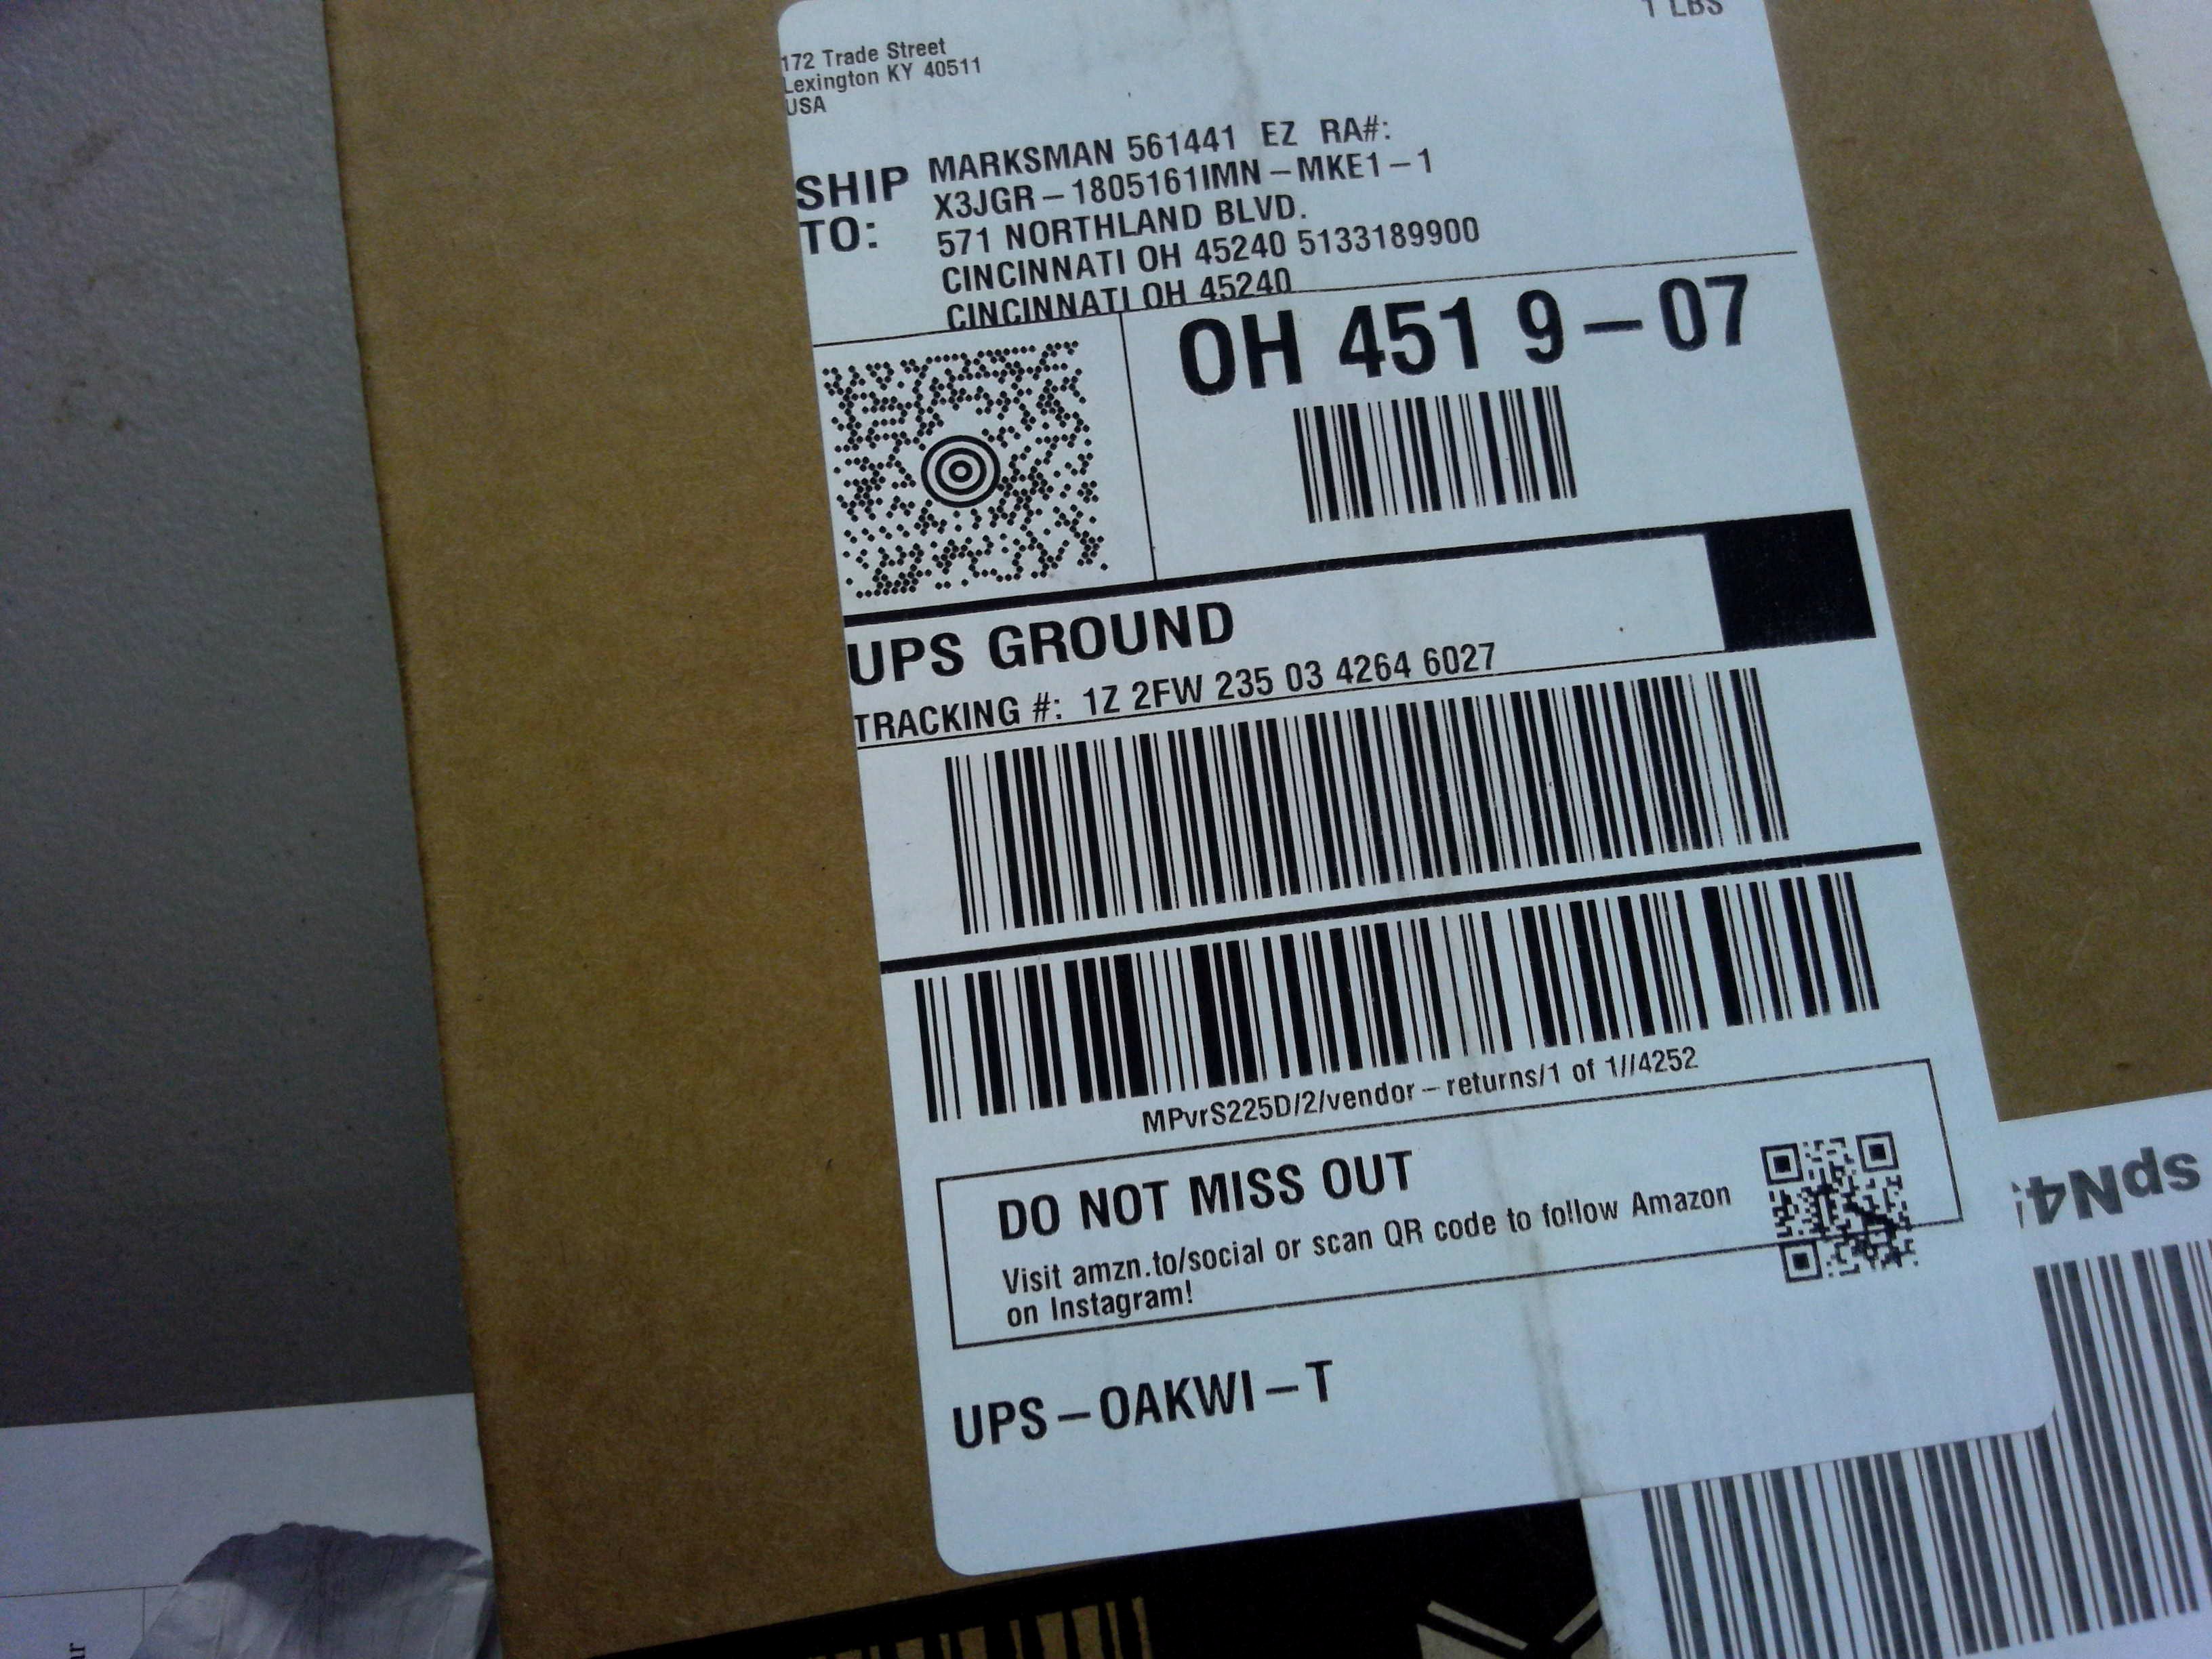 1 LBS
172 Trade Street
Lexington KY 40511
USA
SHIP TO:
MARKSMAN 561441 EZ RA#:
X3JGR-1805161IMN-MKE1-1
571 NORTHLAND BLVD.
CINCINNATI OH 45240 5133189900
CINCINNATI OH 45240
OH 451 9-07
UPS GROUND
TRACKING #: 1Z 2FW 235 03 4264 6027
MPvrS225D/2/vendor-returns/1 of 1//4252
DO NOT MISS OUT
Visit amzn.to/social or scan QR code to follow Amazon
on Instagram!
UPS-OAKWI-T